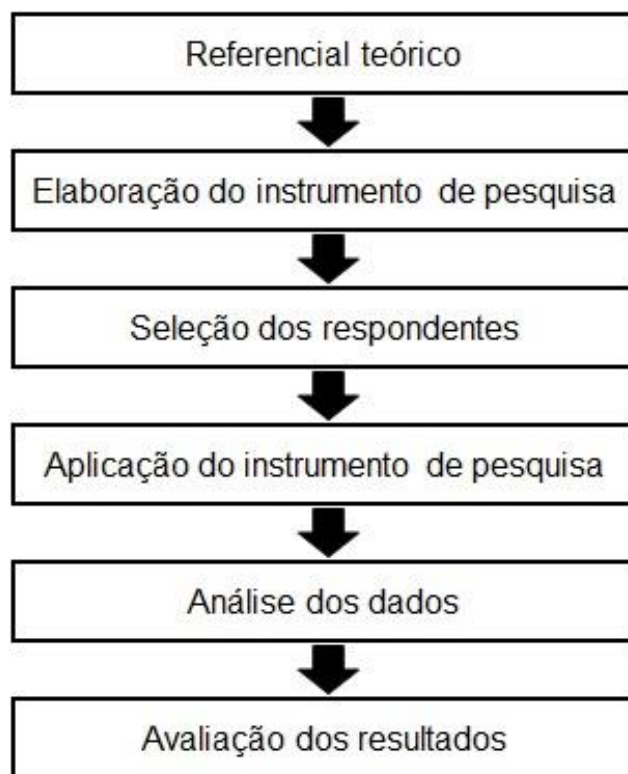 Referencial teórico
Elaboração do instrumento de pesquisa
Seleção dos respondentes
Aplicação do instrumento de pesquisa
Análise dos dados
Avaliação dos resultados